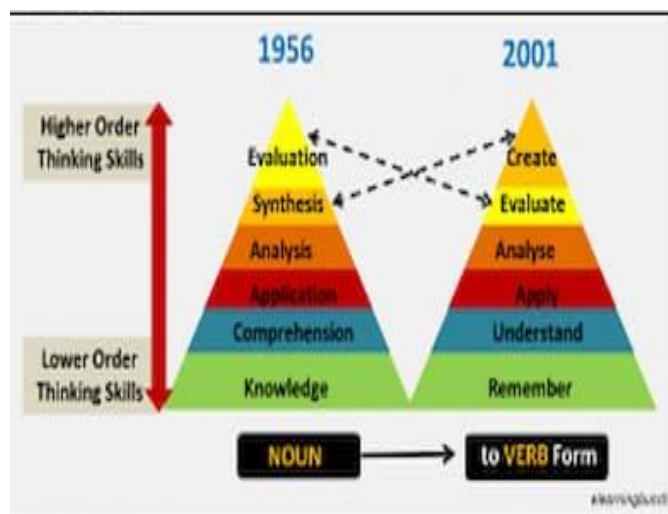 1956
2001
Higher Order
Thinking Skills
Evaluation
Create
Synthesis
Evaluate
Analysis
Analyse
Application
Apply
Comprehension
Understand
Lower Order
Thinking Skills
Knowledge
Remember
NOUN
to VERB Form